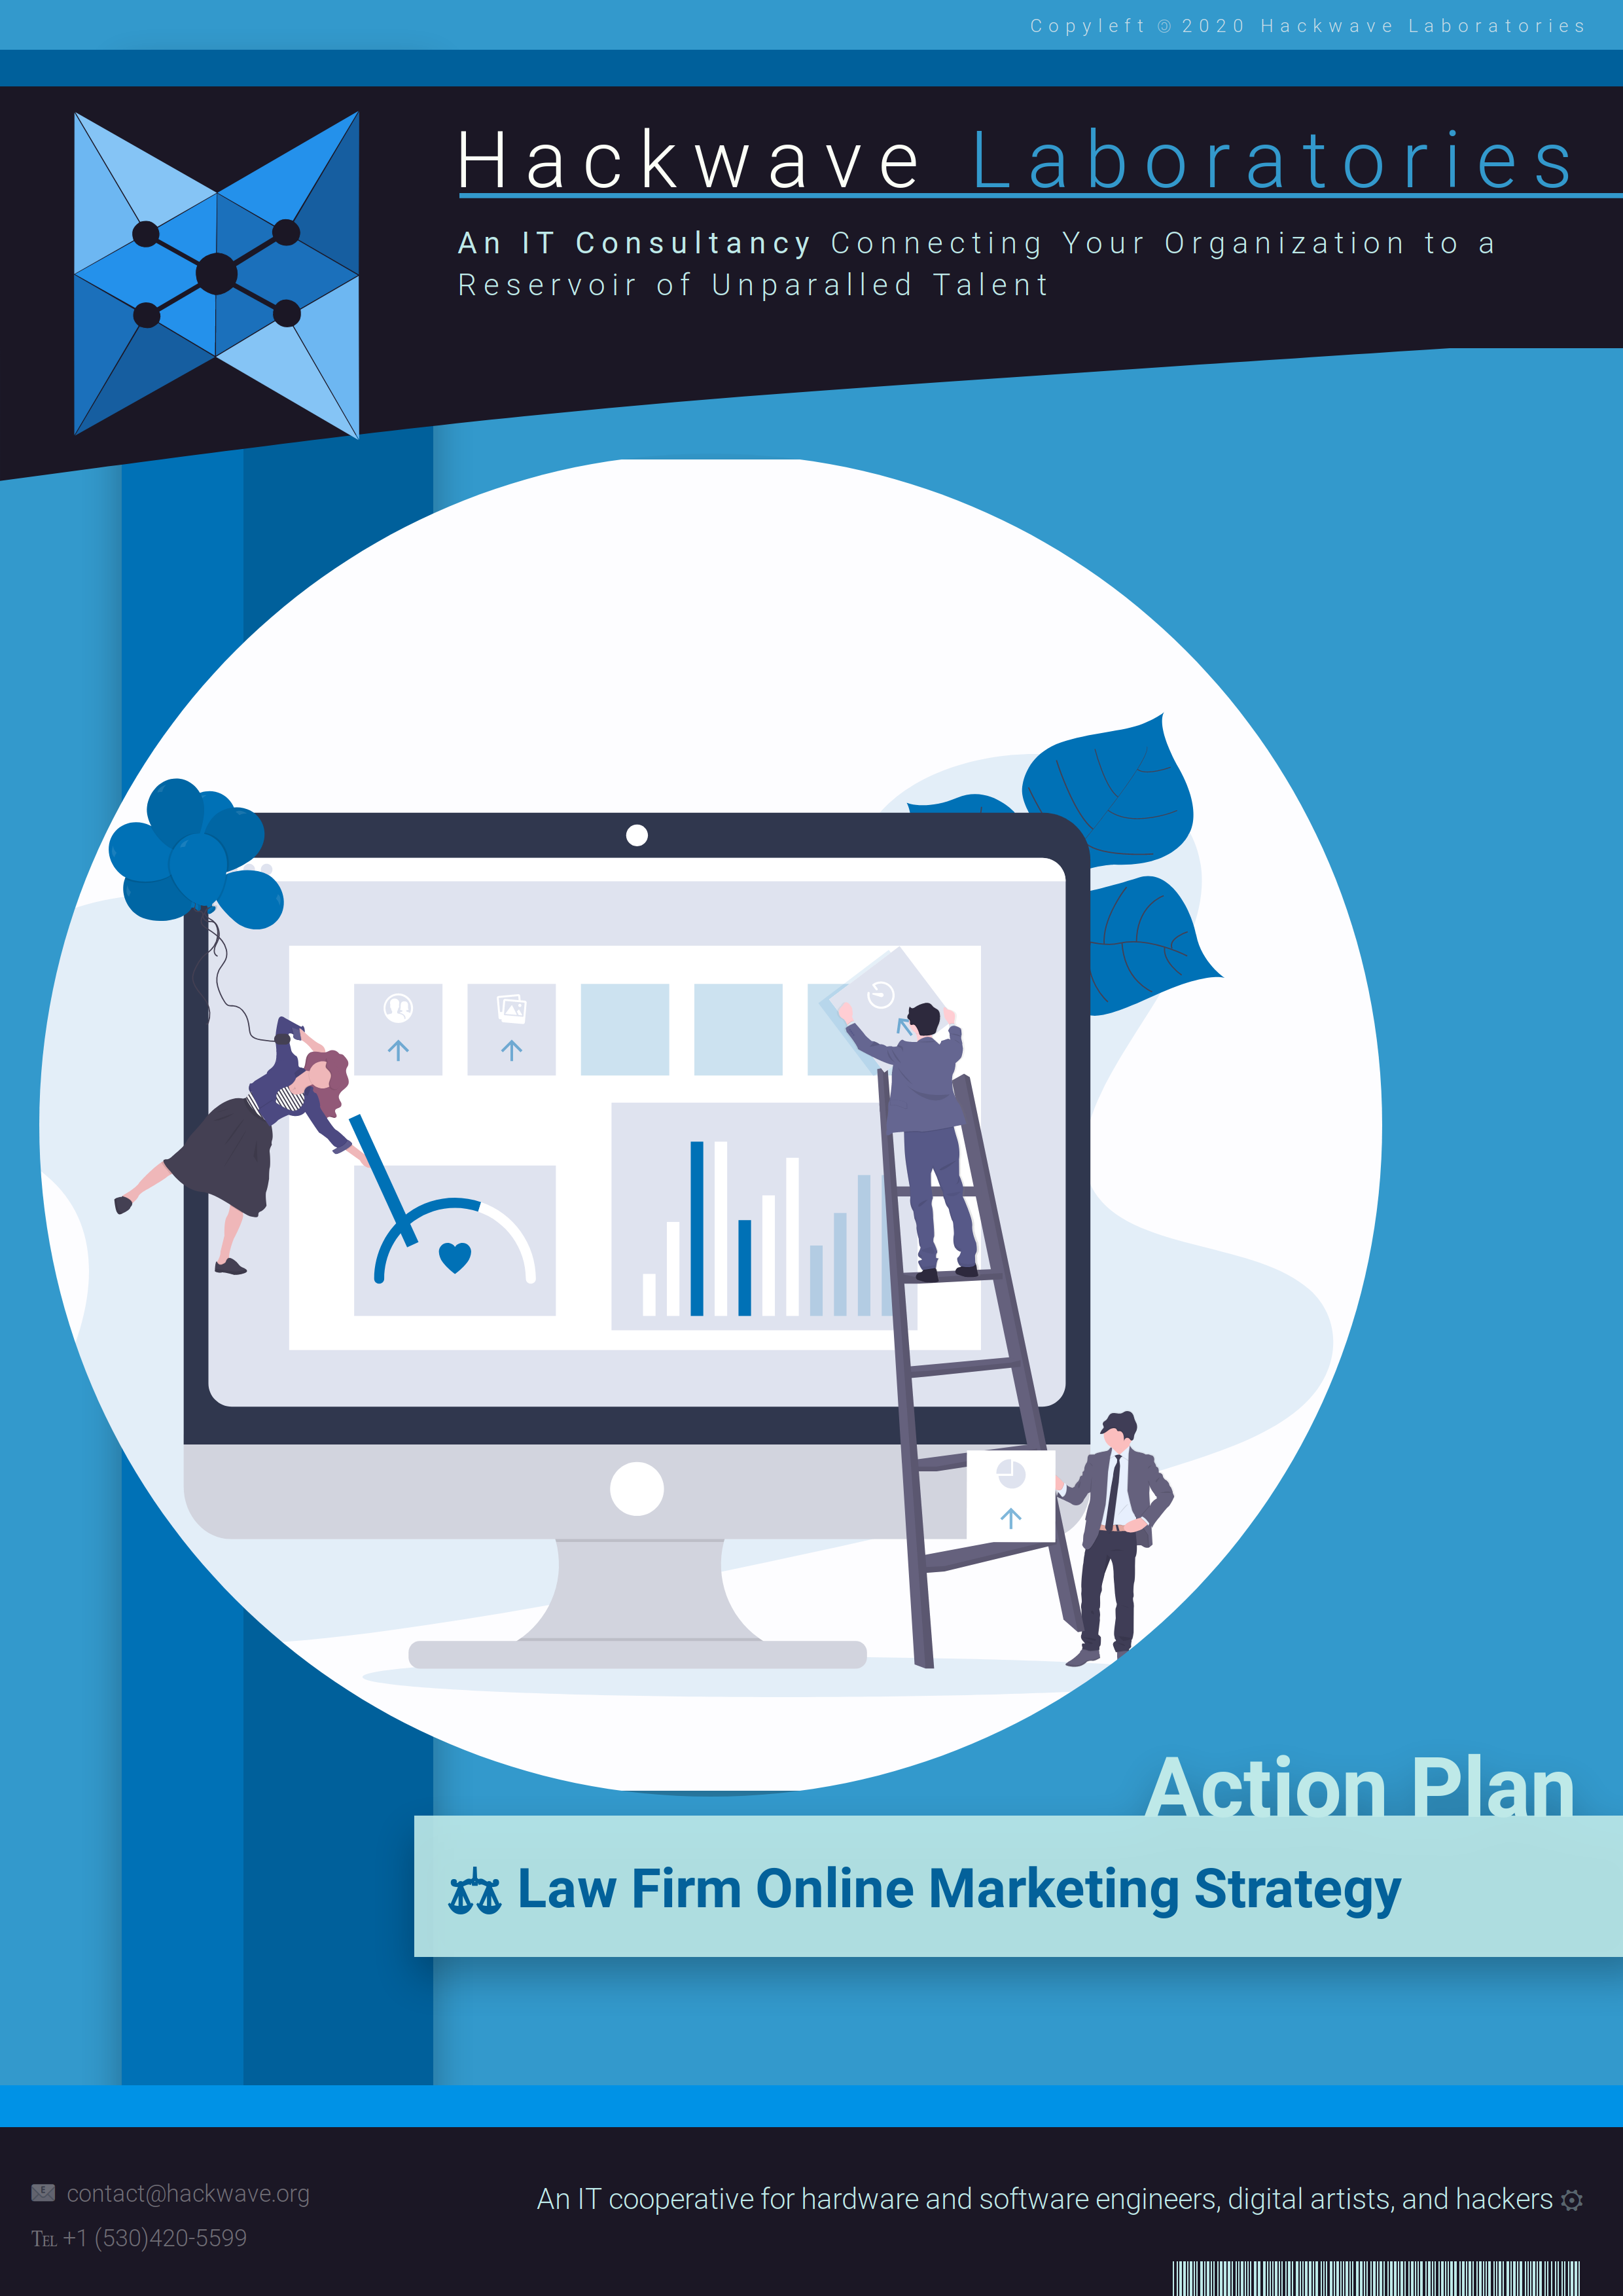 Copyleft 🄯 2020 Hackwave Laboratories
Hackwave Laboratories
An IT Consultancy Connecting Your Organization to a
Reservoir of Unparalled Talent
Action Plan
Law Firm Online Marketing Strategy
contact@hackwave.org
An IT cooperative for hardware and software engineers, digital artists, and hackers
TEL +1 (530)420-5599